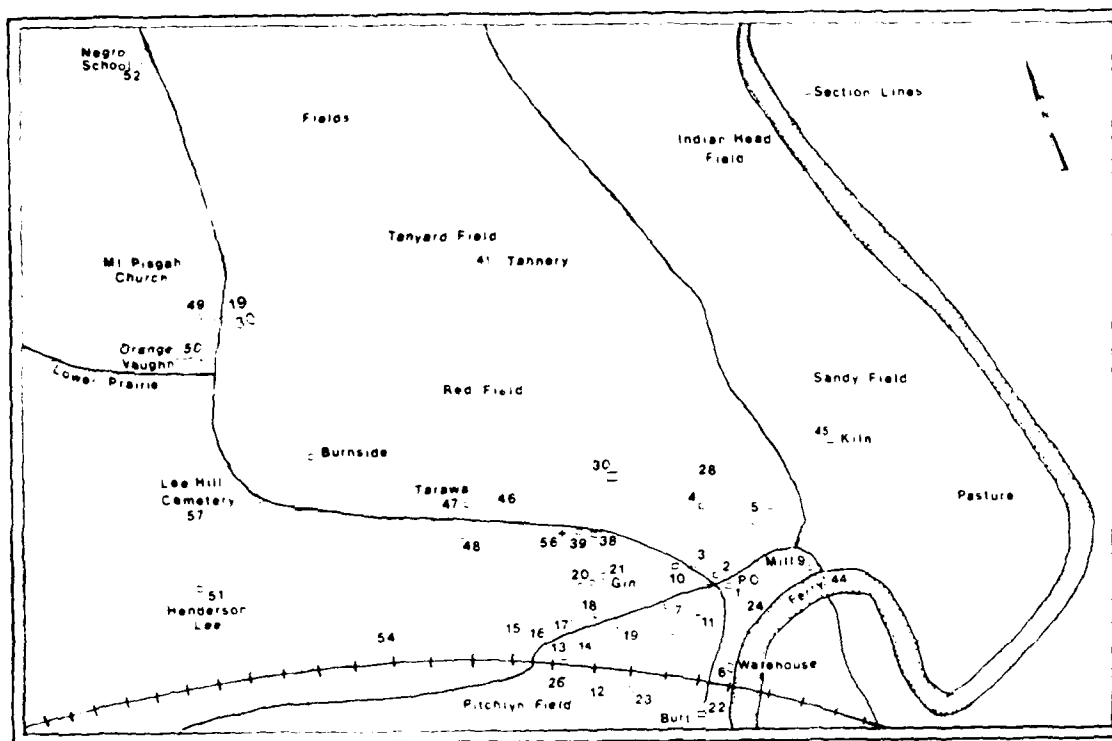 Negro
School
52
Section Lines
N
Fields
Indian Head
Field
Tanyard Field
41 Tannery
Mt Pisgah
Church
49 19
30
Orange 50
Vaughn
Lower Prairie
Red Field
Sandy Field
45 Kiln
Burnside
30 28
Lee Hill
Cemetery
57
Tarawa
47 46
4 5
Pasture
48 56 39 38
3
Mill 9
20 21
Gin
10 2 PO
1
Ferry 44
51
Henderson
Lee
18 7 11 24
54 15 16 17 19
13 14
6 Warehouse
26 12 23
Pitchlyn Field
22
Burt